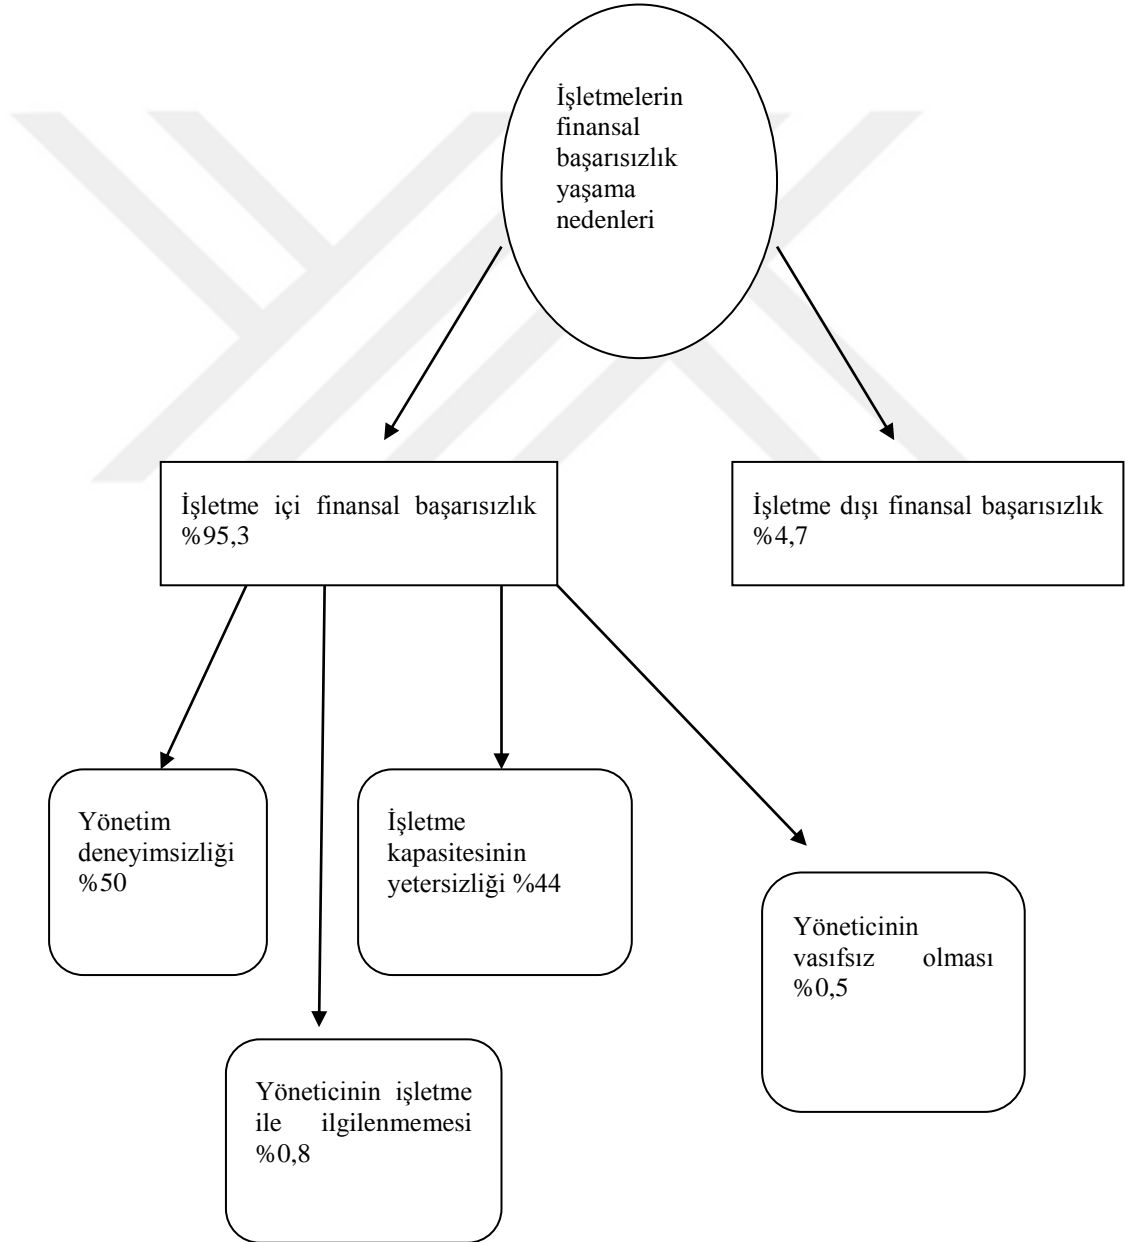 İşletmelerin
finansal
başarısızlık
yaşama
nedenleri
İşletme içi finansal başarısızlık
%95,3
İşletme dışı finansal başarısızlık
%4,7
Yönetim
deneyimsizliği
%50
İşletme
kapasitesinin
yetersizliği %44
Yöneticinin
vasıfsız olması
%0,5
Yöneticinin işletme
ile ilgilenmemesi
%0,8